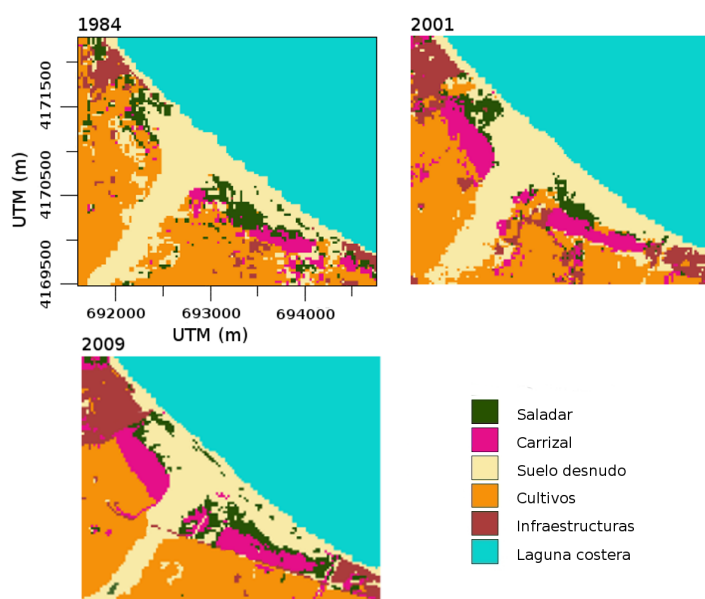 1984
2001
4171500
4170500
4169500
UTM (m)
692000 693000 694000
UTM (m)
2009
Saladar
Carrizal
Suelo desnudo
Cultivos
Infraestructuras
Laguna costera